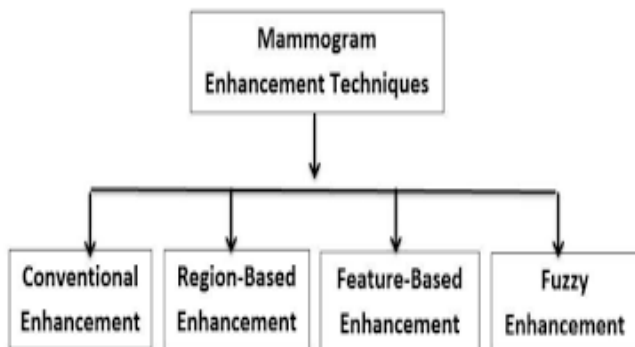 Mammogram
Enhancement Techniques
Conventional
Enhancement
Region-Based
Enhancement
Feature-Based
Enhancement
Fuzzy
Enhancement